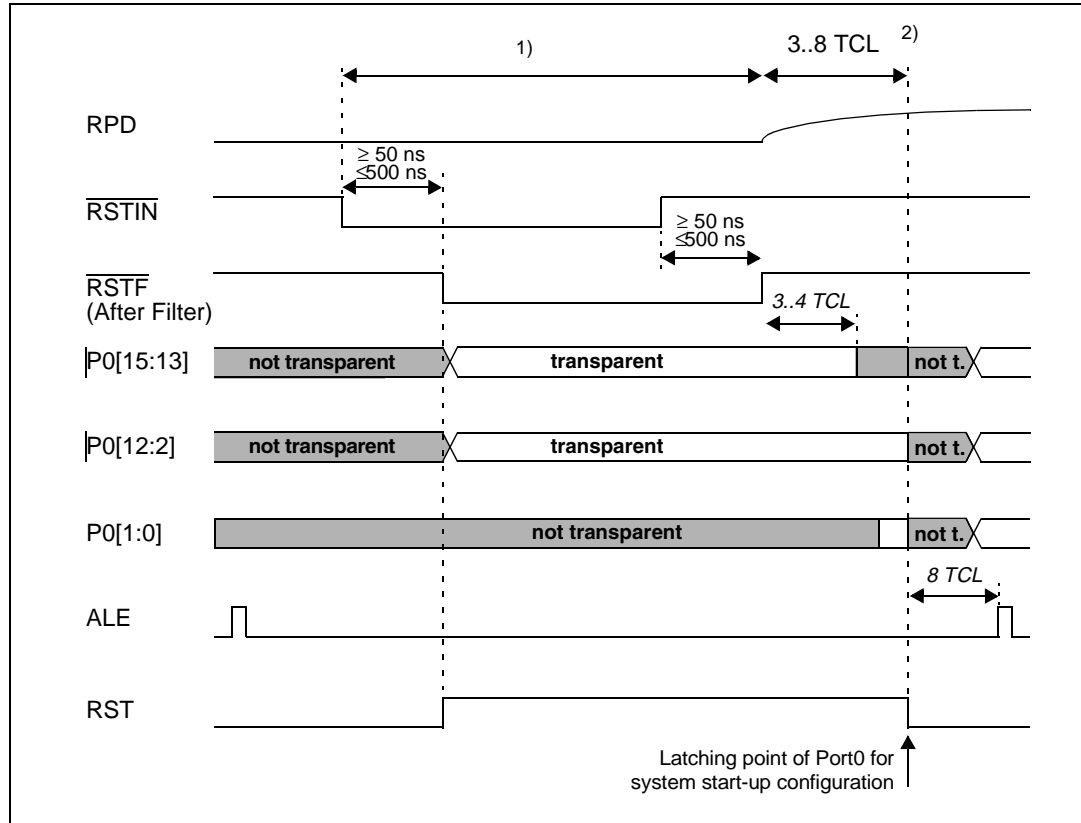 1)
3..8 TCL 2)
RPD
≥ 50 ns
≤500 ns
RSTIN
≥ 50 ns
≤500 ns
RSTF
(After Filter)
3..4 TCL
P0[15:13] not transparent transparent not t.
P0[12:2] not transparent transparent not t.
P0[1:0] not transparent not t.
8 TCL
ALE
RST
Latching point of Port0 for
system start-up configuration